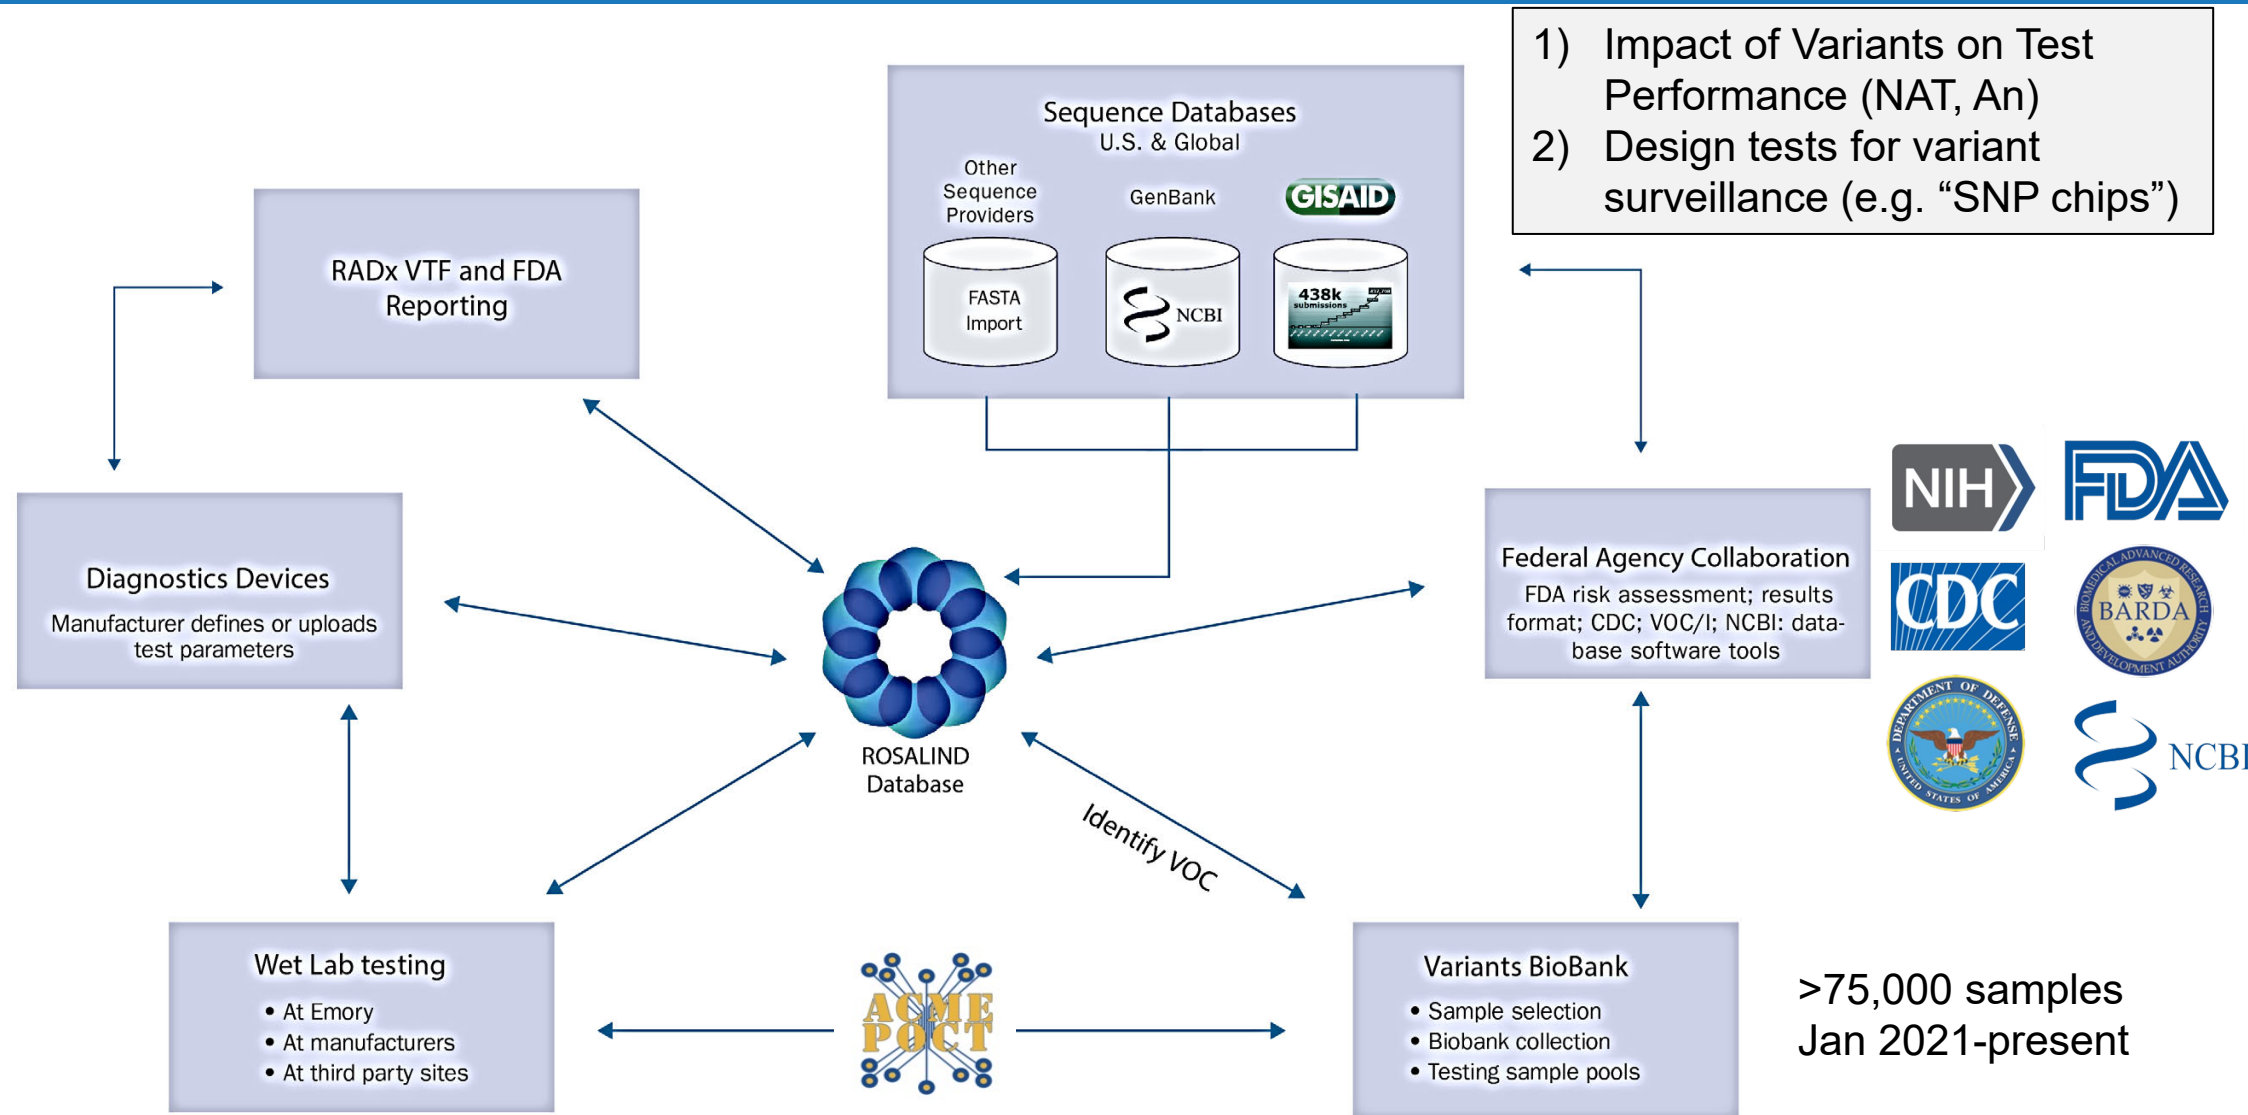 1) Impact of Variants on Test
Performance (NAT, An)
2) Design tests for variant
surveillance (e.g. “SNP chips”)
Sequence Databases
U.S. & Global
Other
Sequence
Providers
GenBank
GISAID
FASTA
Import
NCBI
438k
submissions
RADx VTF and FDA
Reporting
Diagnostics Devices
Manufacturer defines or uploads
test parameters
ROSALIND
Database
Federal Agency Collaboration
FDA risk assessment; results
format; CDC; VOC/I; NCBI: data-
base software tools
NIH
FDA
CDC
BIOMEDICAL ADVANCED RESEARCH
AND DEVELOPMENT AUTHORITY
BARDA
DEPARTMENT OF DEFENSE
UNITED STATES OF AMERICA
NCBI
Identify VOC
Wet Lab testing
• At Emory
• At manufacturers
• At third party sites
ACME
POCT
Variants BioBank
• Sample selection
• Biobank collection
• Testing sample pools
>75,000 samples
Jan 2021-present